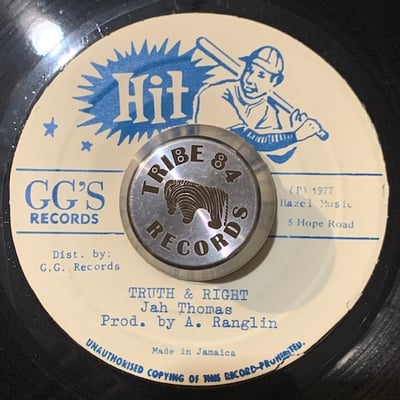 Hit
GG'S
RECORDS
(P) 1977
Hazel Music
5 Hope Road
TRIBE 84
RECORDS
Dist. by:
G.G. Records
TRUTH & RIGHT
Jah Thomas
Prod. by A. Ranglin
Made in Jamaica
UNAUTHORISED COPYING OF THIS RECORD PROHIBITED.